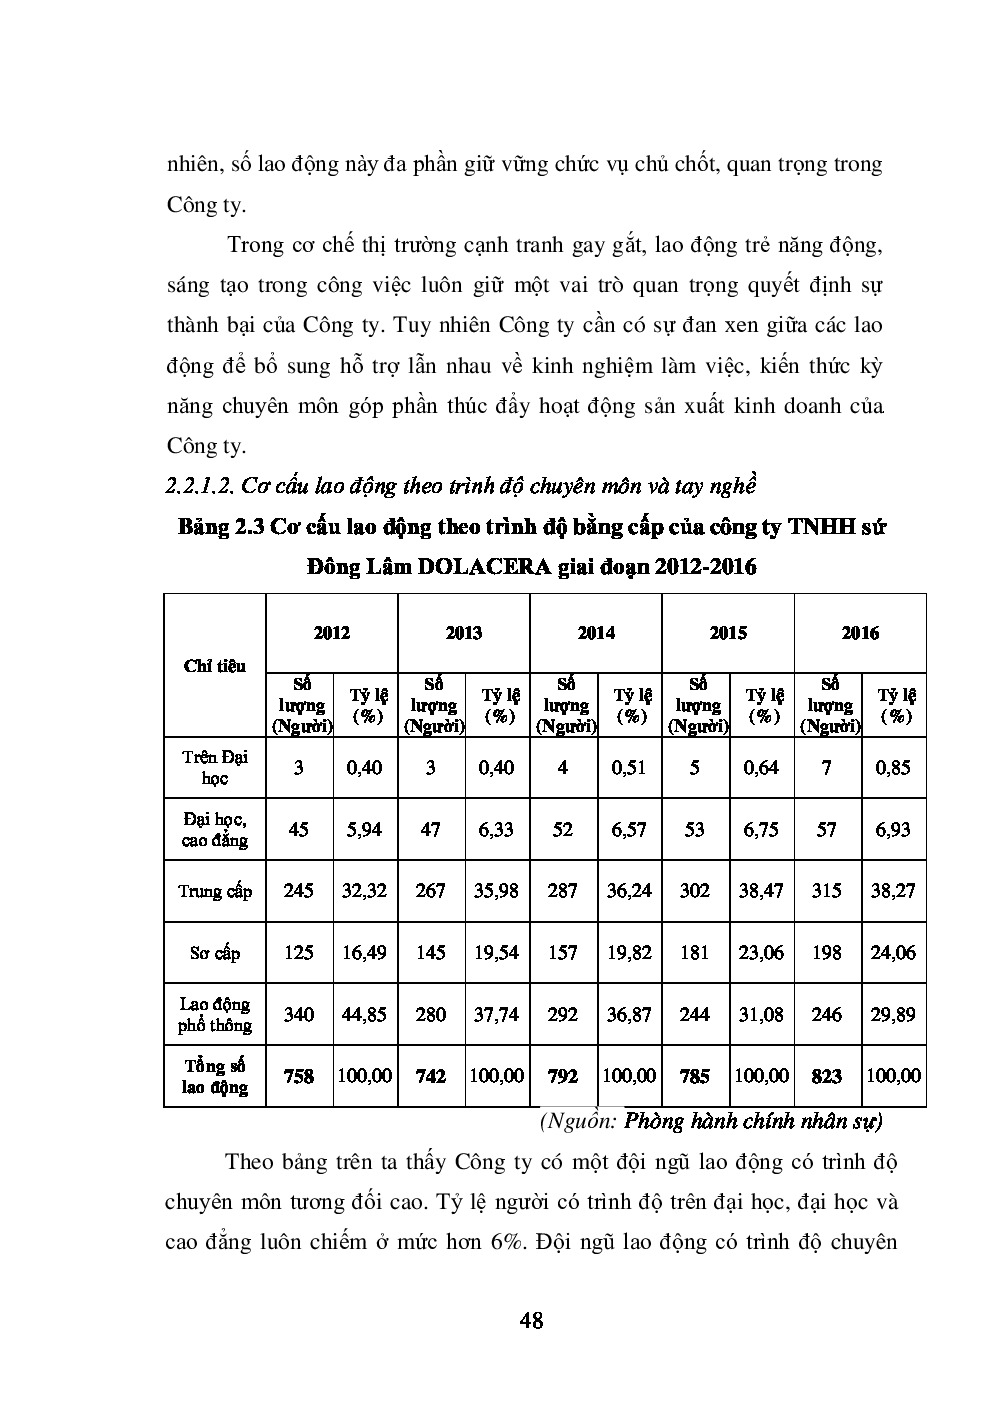 nhiên, số lao động này đa phần giữ vững chức vụ chủ chốt, quan trọng trong
Công ty.
Trong cơ chế thị trường cạnh tranh gay gắt, lao động trẻ năng động,
sáng tạo trong công việc luôn giữ một vai trò quan trọng quyết định sự
thành bại của Công ty. Tuy nhiên Công ty cần có sự đan xen giữa các lao
động để bổ sung hỗ trợ lẫn nhau về kinh nghiệm làm việc, kiến thức kỳ
năng chuyên môn góp phần thúc đẩy hoạt động sản xuất kinh doanh của
Công ty.
2.2.1.2. Cơ cấu lao động theo trình độ chuyên môn và tay nghề
Bảng 2.3 Cơ cấu lao động theo trình độ bằng cấp của công ty TNHH sứ
Đông Lâm DOLACERA giai đoạn 2012-2016
Chỉ tiêu 2012 2013 2014 2015 2016
Số lượng (Người) Tỷ lệ (%) Số lượng (Người) Tỷ lệ (%) Số lượng (Người) Tỷ lệ (%) Số lượng (Người) Tỷ lệ (%) Số lượng (Người) Tỷ lệ (%)
Trên Đại học 3 0,40 3 0,40 4 0,51 5 0,64 7 0,85
Đại học, cao đẳng 45 5,94 47 6,33 52 6,57 53 6,75 57 6,93
Trung cấp 245 32,32 267 35,98 287 36,24 302 38,47 315 38,27
Sơ cấp 125 16,49 145 19,54 157 19,82 181 23,06 198 24,06
Lao động phổ thông 340 44,85 280 37,74 292 36,87 244 31,08 246 29,89
Tổng số lao động 758 100,00 742 100,00 792 100,00 785 100,00 823 100,00
(Nguồn: Phòng hành chính nhân sự)
Theo bảng trên ta thấy Công ty có một đội ngũ lao động có trình độ
chuyên môn tương đối cao. Tỷ lệ người có trình độ trên đại học, đại học và
cao đẳng luôn chiếm ở mức hơn 6%. Đội ngũ lao động có trình độ chuyên
48